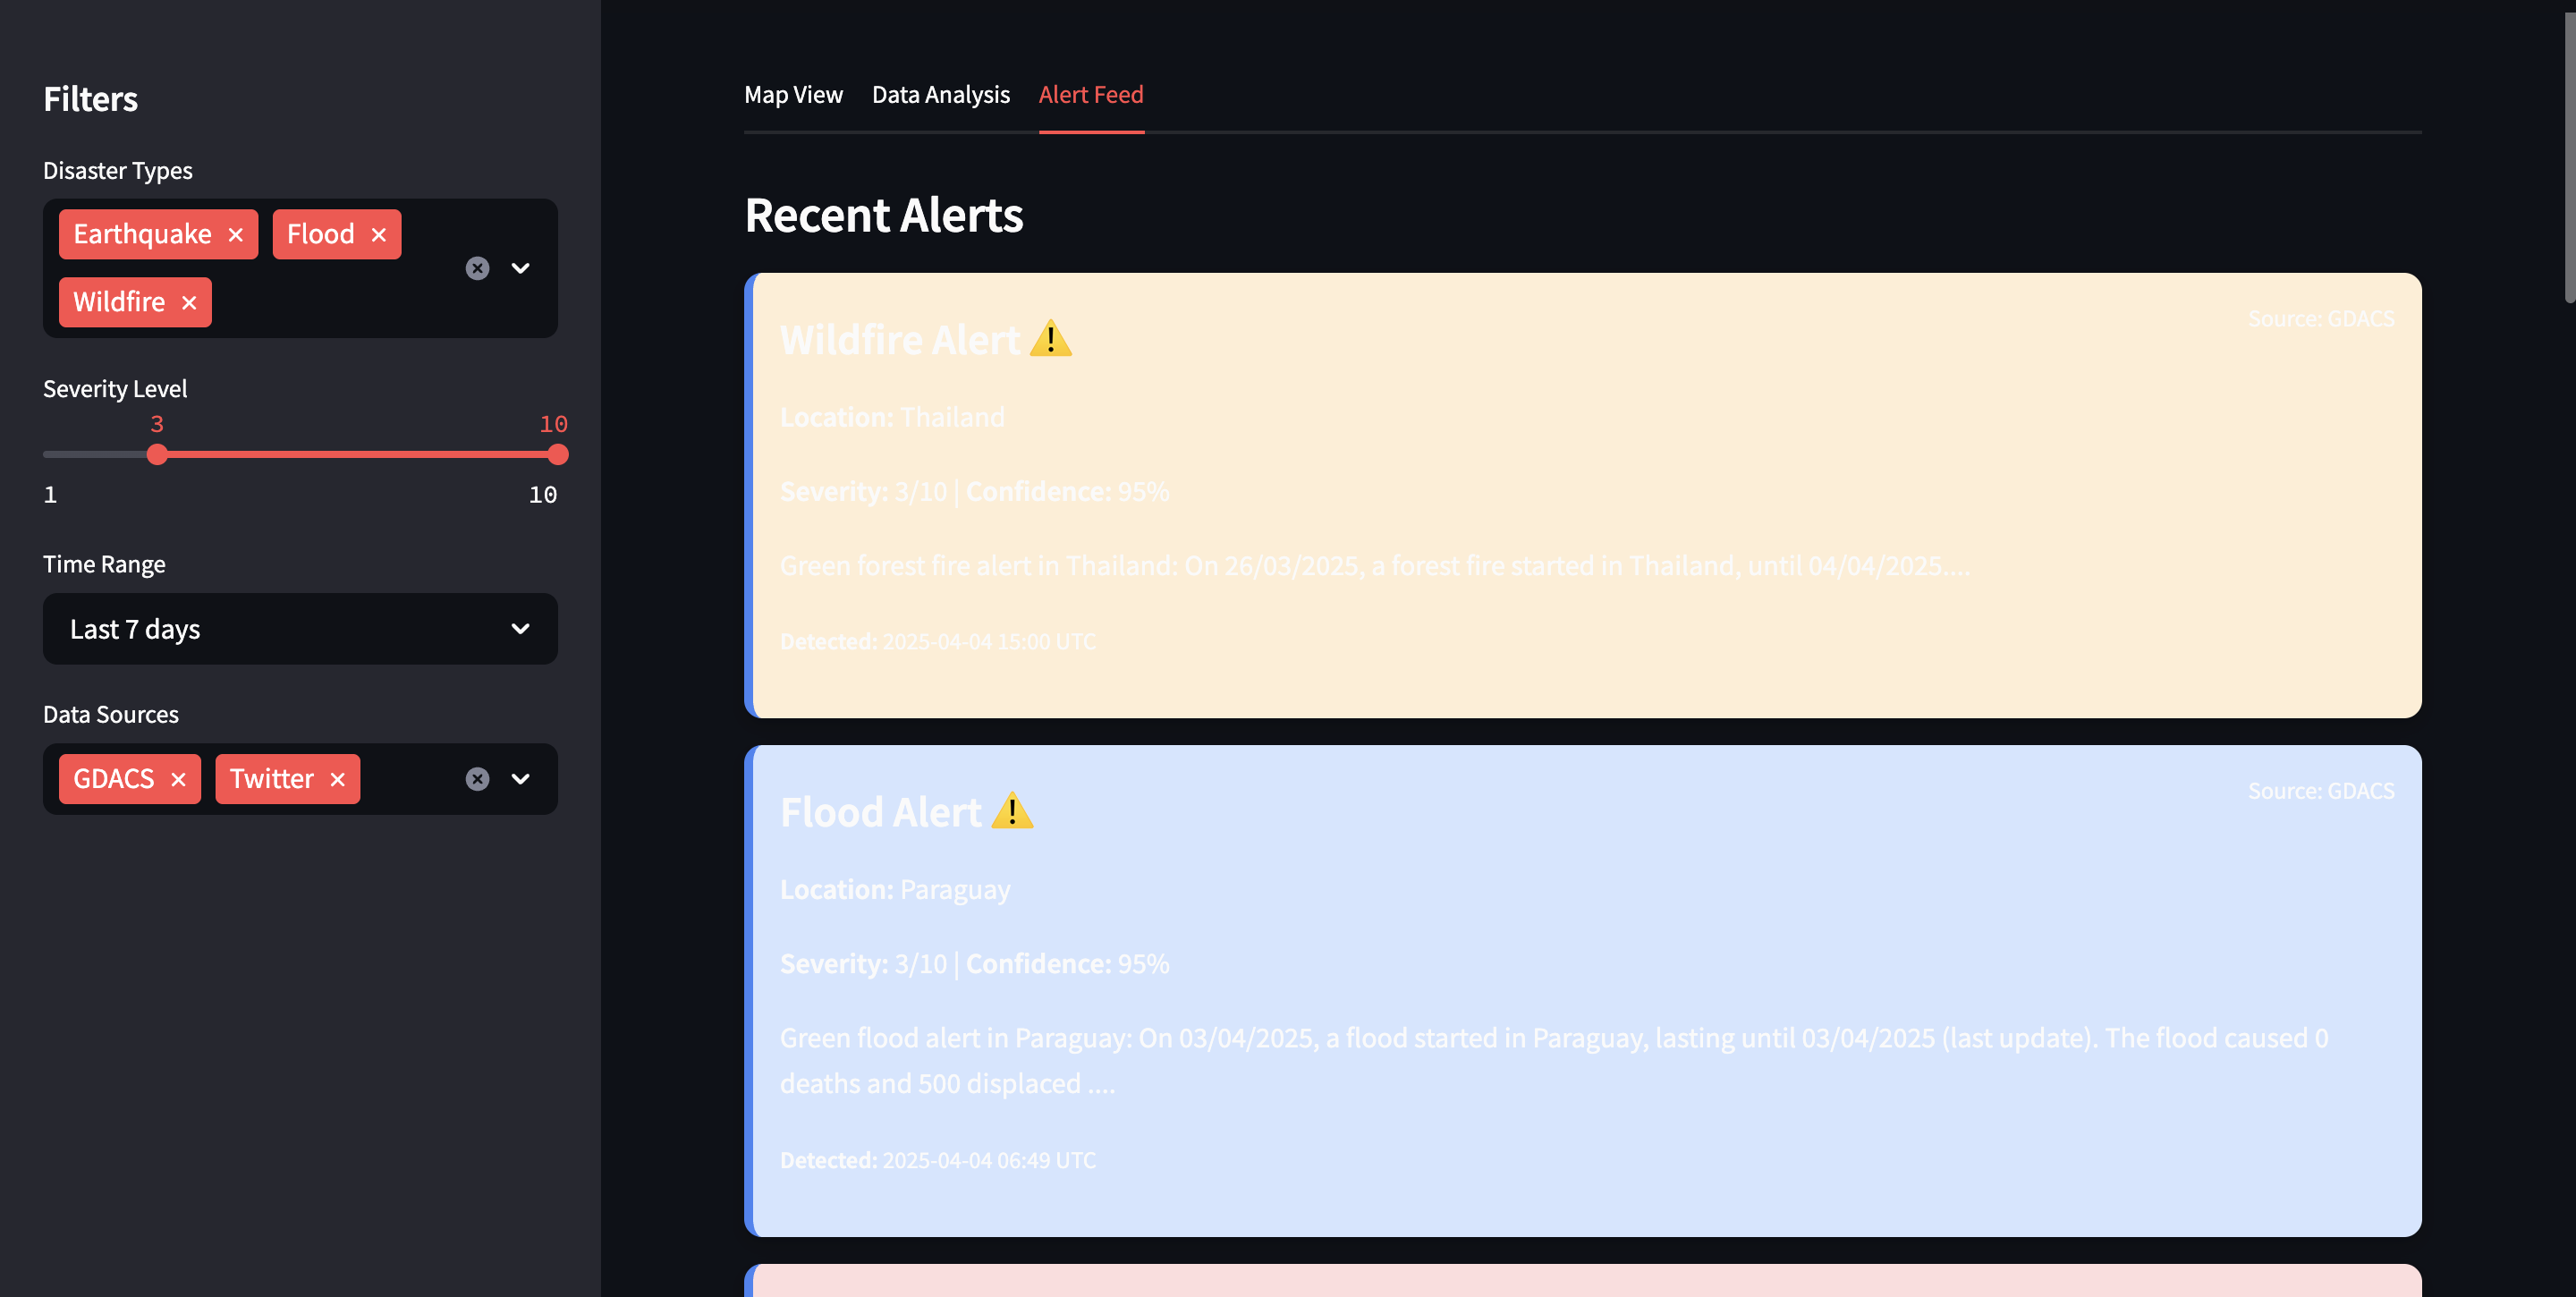 Filters
Disaster Types
Earthquake
Flood
Wildfire
Severity Level
3
10
1
10
Time Range
Last 7 days
Data Sources
GDACS
Twitter
Map View
Data Analysis
Alert Feed
Recent Alerts
Wildfire Alert ⚠️
Source: GDACS
Location: Thailand
Severity: 3/10 | Confidence: 95%
Green forest fire alert in Thailand: On 26/03/2025, a forest fire started in Thailand, until 04/04/2025....
Detected: 2025-04-04 15:00 UTC
Flood Alert ⚠️
Source: GDACS
Location: Paraguay
Severity: 3/10 | Confidence: 95%
Green flood alert in Paraguay: On 03/04/2025, a flood started in Paraguay, lasting until 03/04/2025 (last update). The flood caused 0
deaths and 500 displaced ....
Detected: 2025-04-04 06:49 UTC